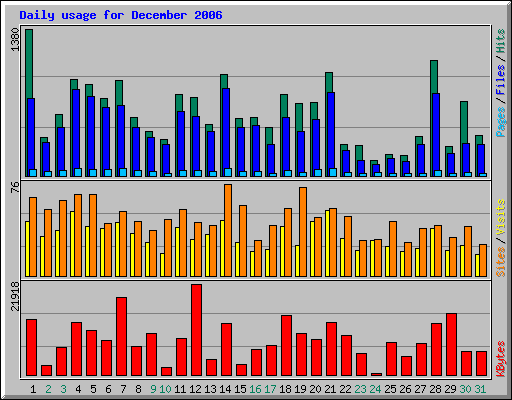 Daily usage for December 2006
1380
Pages / Files / Hits
76
Sites / Visits
21918
KBytes
1 2 3 4 5 6 7 8 9 10 11 12 13 14 15 16 17 18 19 20 21 22 23 24 25 26 27 28 29 30 31